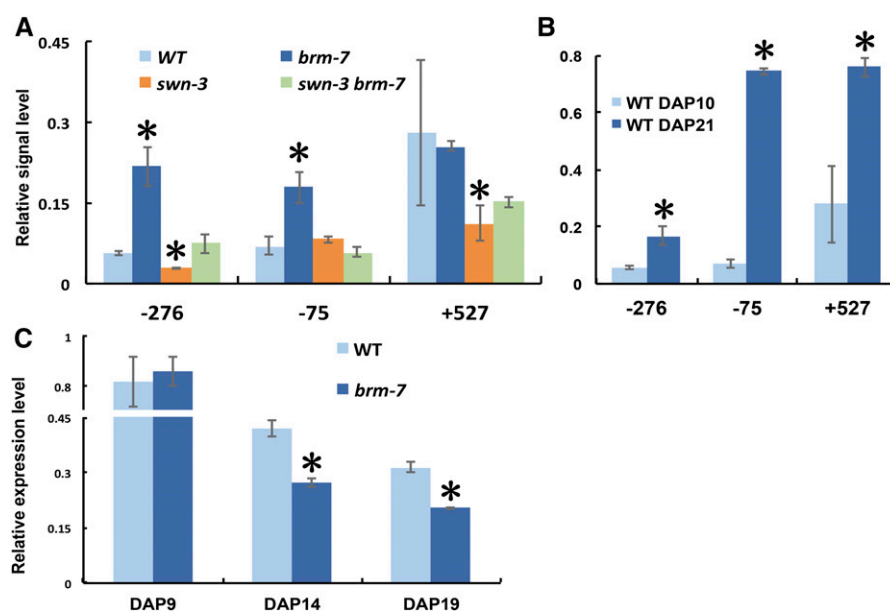 A
0.45
0.3
0.15
0
Relative signal level
WT
brm-7
swn-3
swn-3 brm-7
*
*
*
*
-276
-75
+527
B
0.8
0.6
0.4
0.2
0
WT DAP10
WT DAP21
*
*
*
-276
-75
+527
C
1
0.8
0.45
0.3
0.15
0
Relative expression level
WT
brm-7
*
*
DAP9
DAP14
DAP19